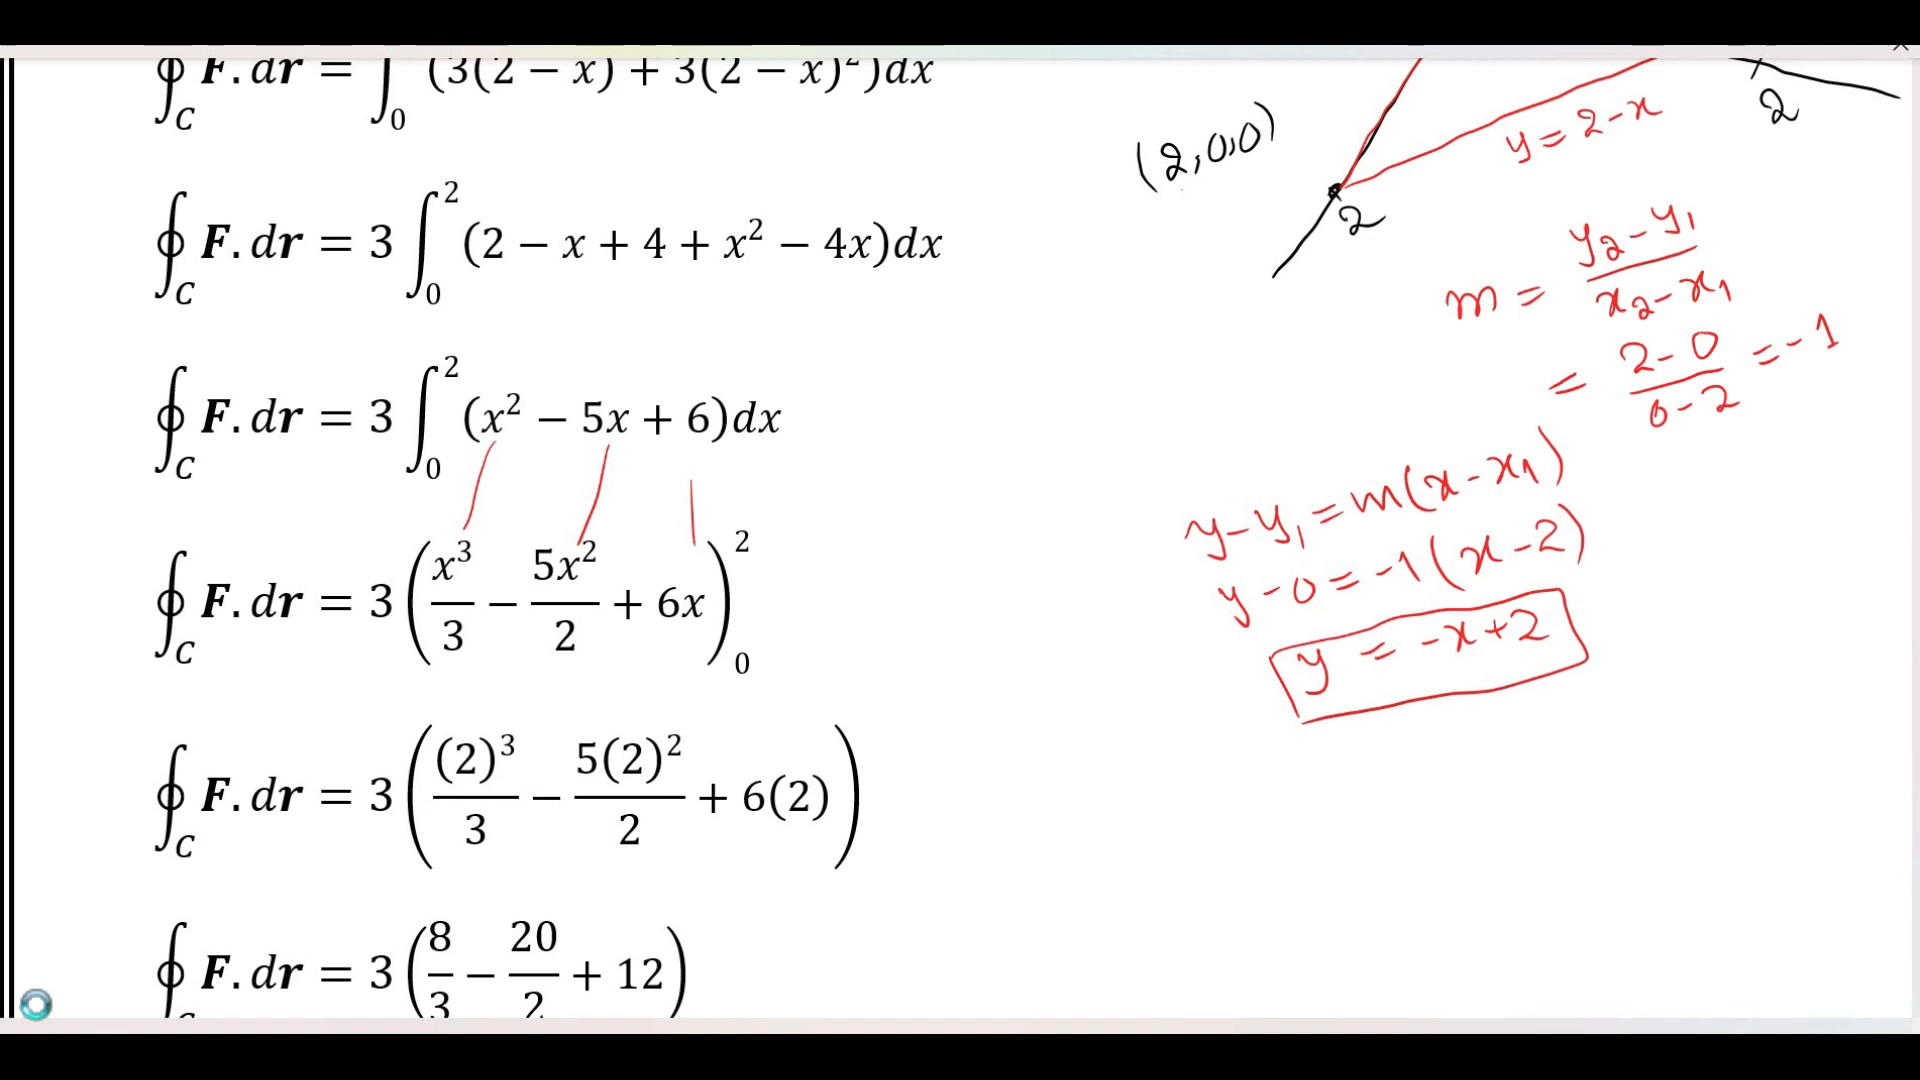 ∮_C F.dr = ∫_0 (3(2 − x) + 3(2 − x)²)dx
∮_C F.dr = 3 ∫_0^2 (2 − x + 4 + x² − 4x)dx
∮_C F.dr = 3 ∫_0^2 (x² − 5x + 6)dx
∮_C F.dr = 3 (x³/3 − 5x²/2 + 6x)_0^2
∮_C F.dr = 3 ((2)³/3 − 5(2)²/2 + 6(2))
∮_C F.dr = 3 (8/3 − 20/2 + 12)
(2,0,0)
2
y = 2-x
2
m = (y₂-y₁)/(x₂-x₁)
= (2-0)/(0-2) = -1
y-y₁ = m(x-x₁)
y-0 = -1(x-2)
y = -x+2